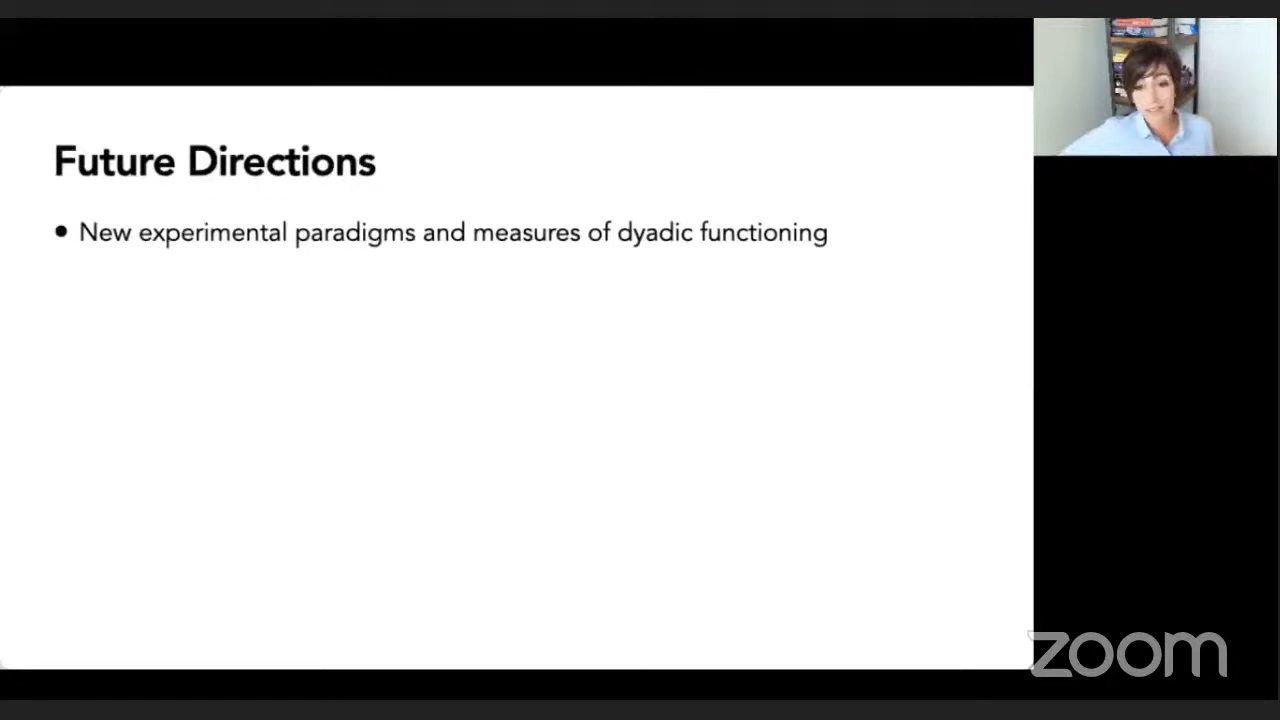 Future Directions
• New experimental paradigms and measures of dyadic functioning
zoom